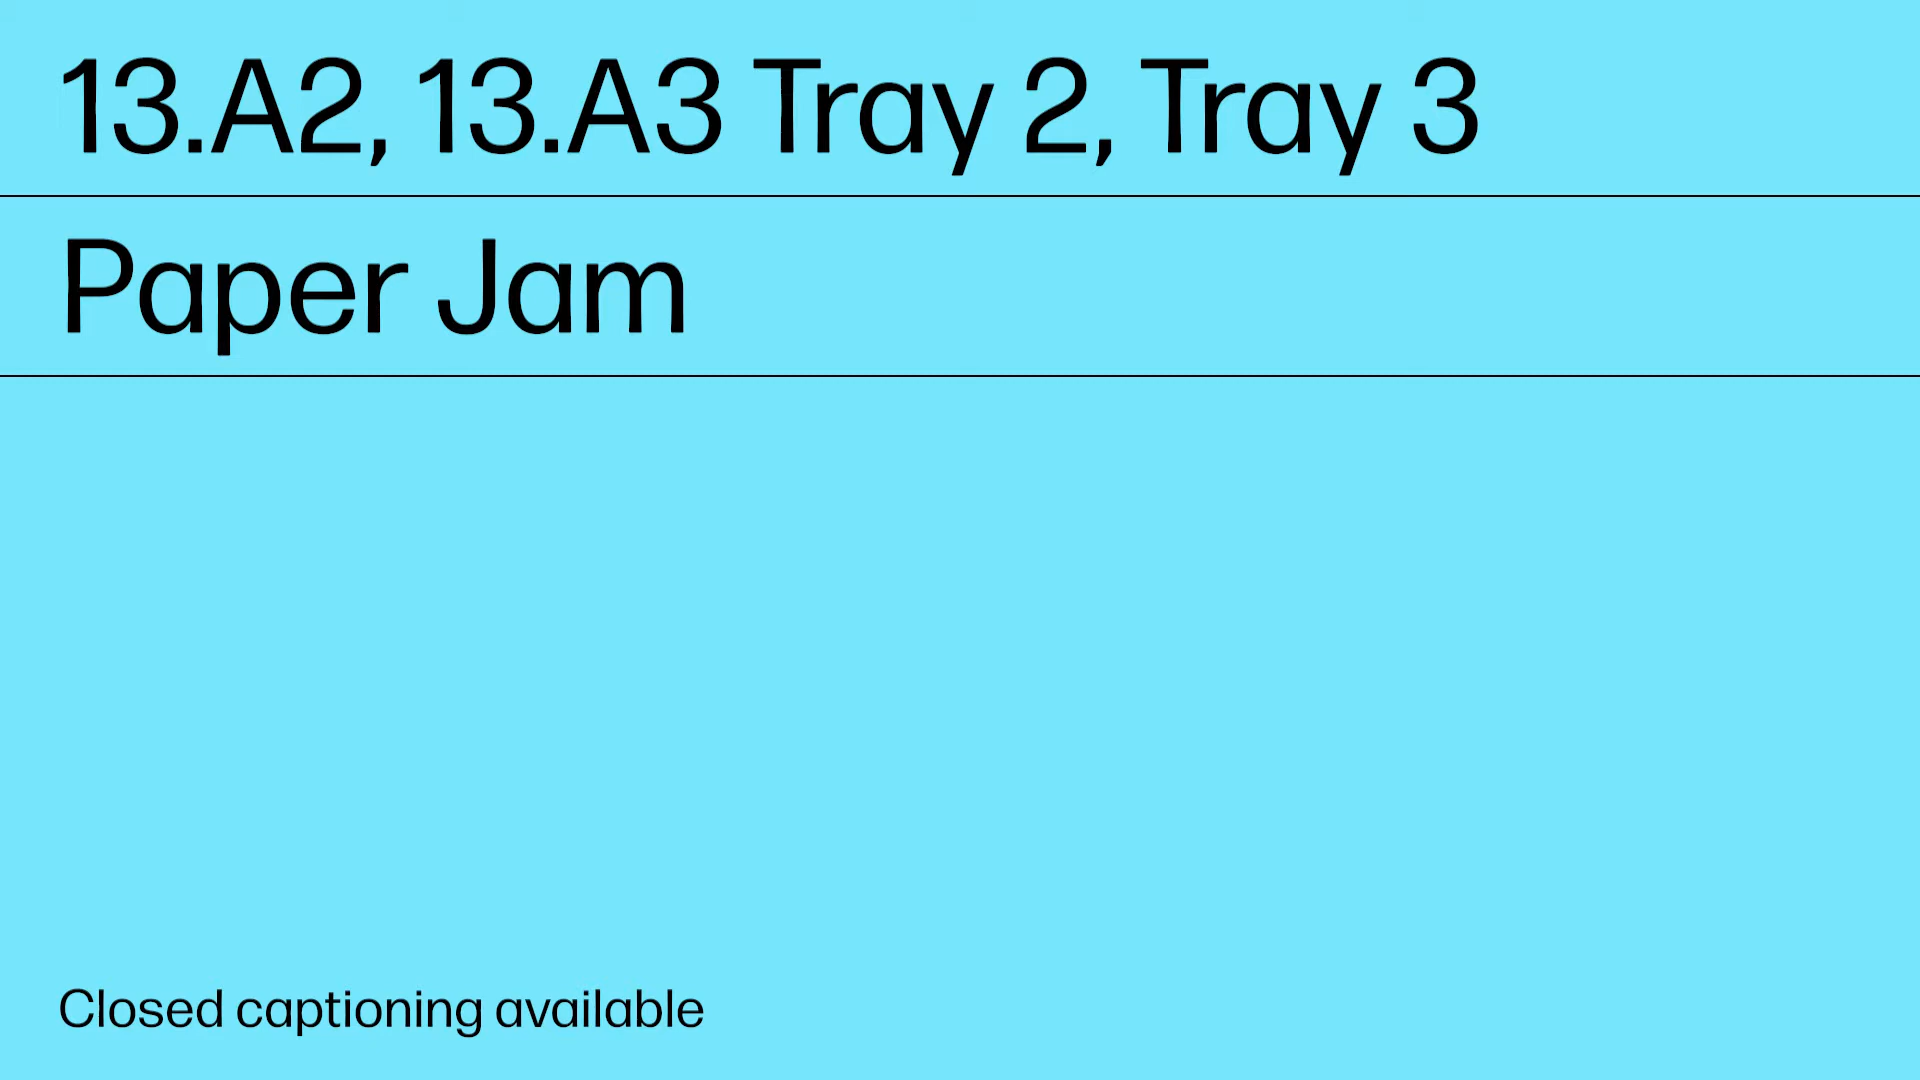 13.A2, 13.A3 Tray 2, Tray 3
Paper Jam
Closed captioning available